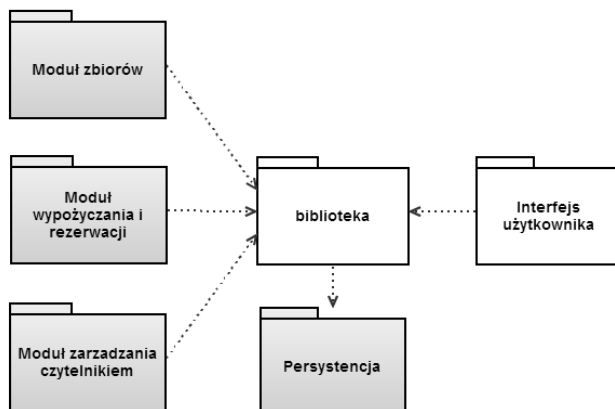 Moduł zbiorów
Moduł
wypożyczania i
rezerwacji
biblioteka
Interfejs
użytkownika
Moduł zarzadzania
czytelnikiem
Persystencja